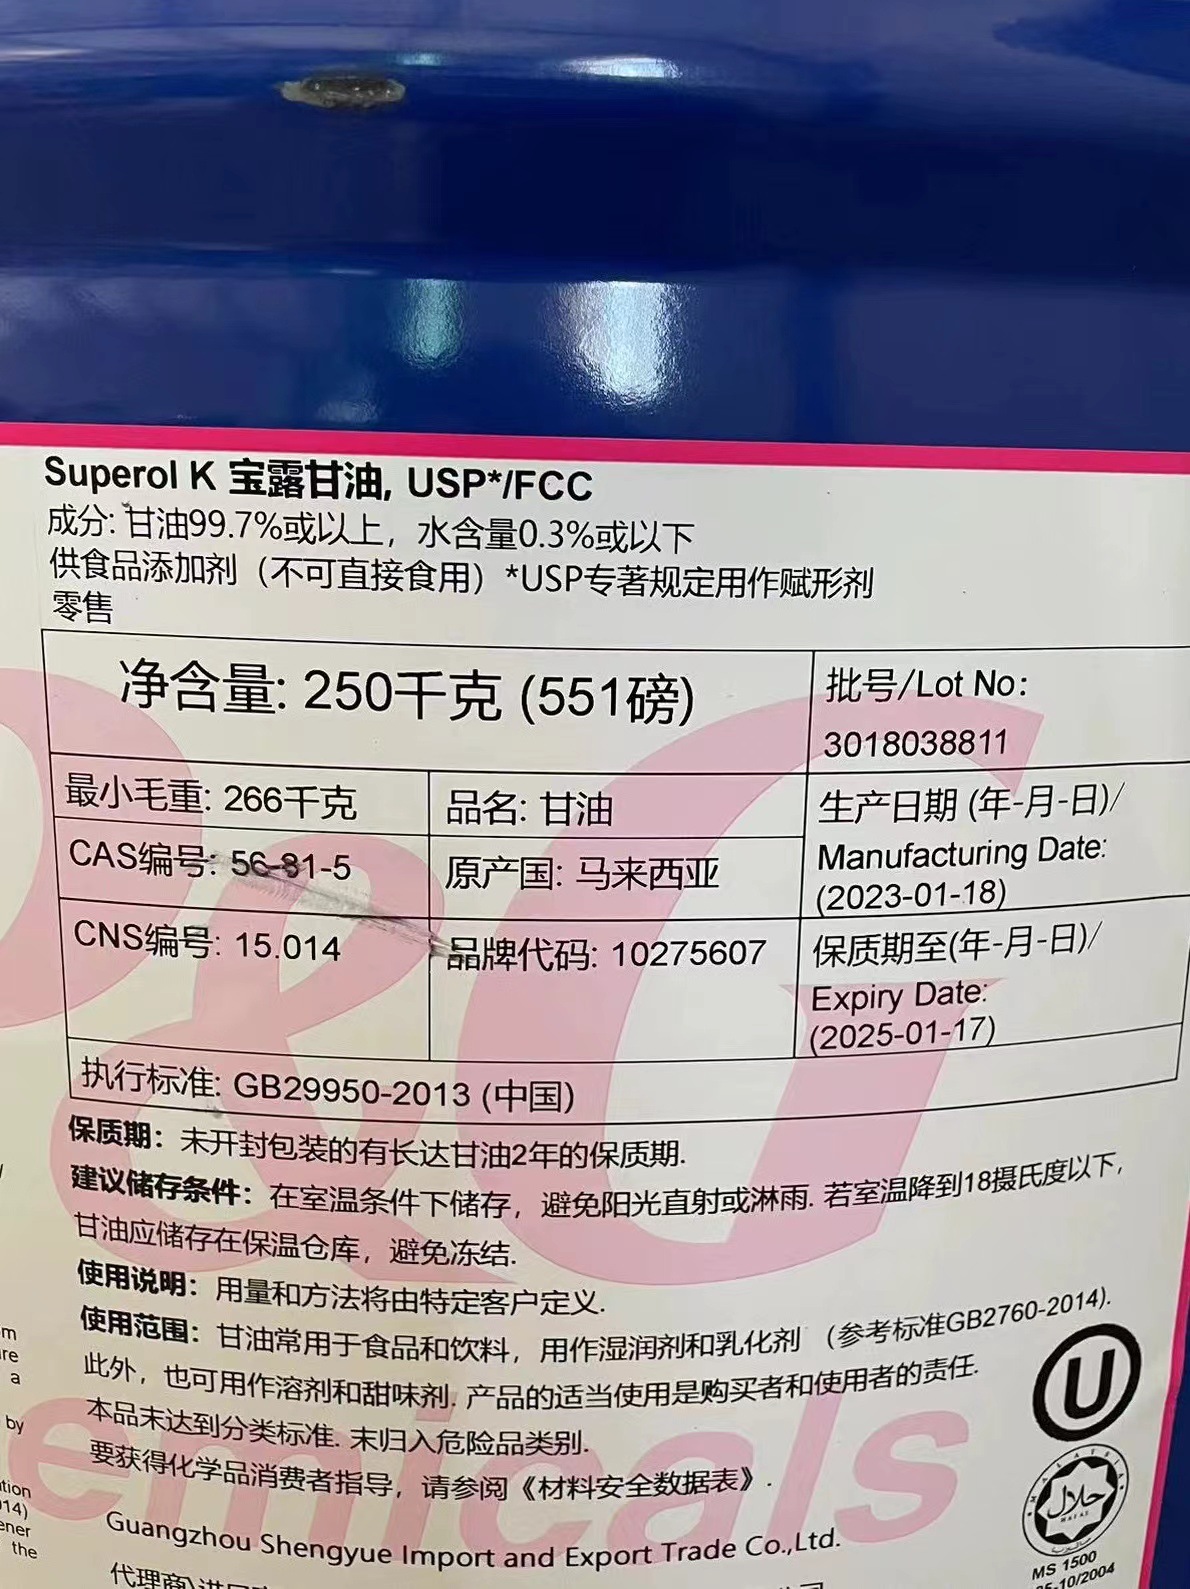 Superol K 宝露甘油, USP*/FCC
成分: 甘油99.7%或以上，水含量0.3%或以下
供食品添加剂（不可直接食用）*USP专著规定用作赋形剂
零售
净含量: 250千克 (551磅)
批号/Lot No:
3018038811
最小毛重: 266千克
品名: 甘油
生产日期 (年-月-日)/
Manufacturing Date:
(2023-01-18)
CAS编号: 56-81-5
原产国: 马来西亚
CNS编号: 15.014
品牌代码: 10275607
保质期至(年-月-日)/
Expiry Date:
(2025-01-17)
执行标准: GB29950-2013 (中国)
保质期：未开封包装的有长达甘油2年的保质期.
建议储存条件：在室温条件下储存，避免阳光直射或淋雨. 若室温降到18摄氏度以下,
甘油应储存在保温仓库，避免冻结.
使用说明：用量和方法将由特定客户定义.
使用范围：甘油常用于食品和饮料，用作湿润剂和乳化剂 （参考标准GB2760-2014).
此外，也可用作溶剂和甜味剂. 产品的适当使用是购买者和使用者的责任.
本品未达到分类标准. 未归入危险品类别.
要获得化学品消费者指导，请参阅《材料安全数据表》.
Guangzhou Shengyue Import and Export Trade Co.,Ltd.
&G
emicals
U
MALAYSIA
حلال
HALAL
MS 1500
-10/2004
a
by
14)
the